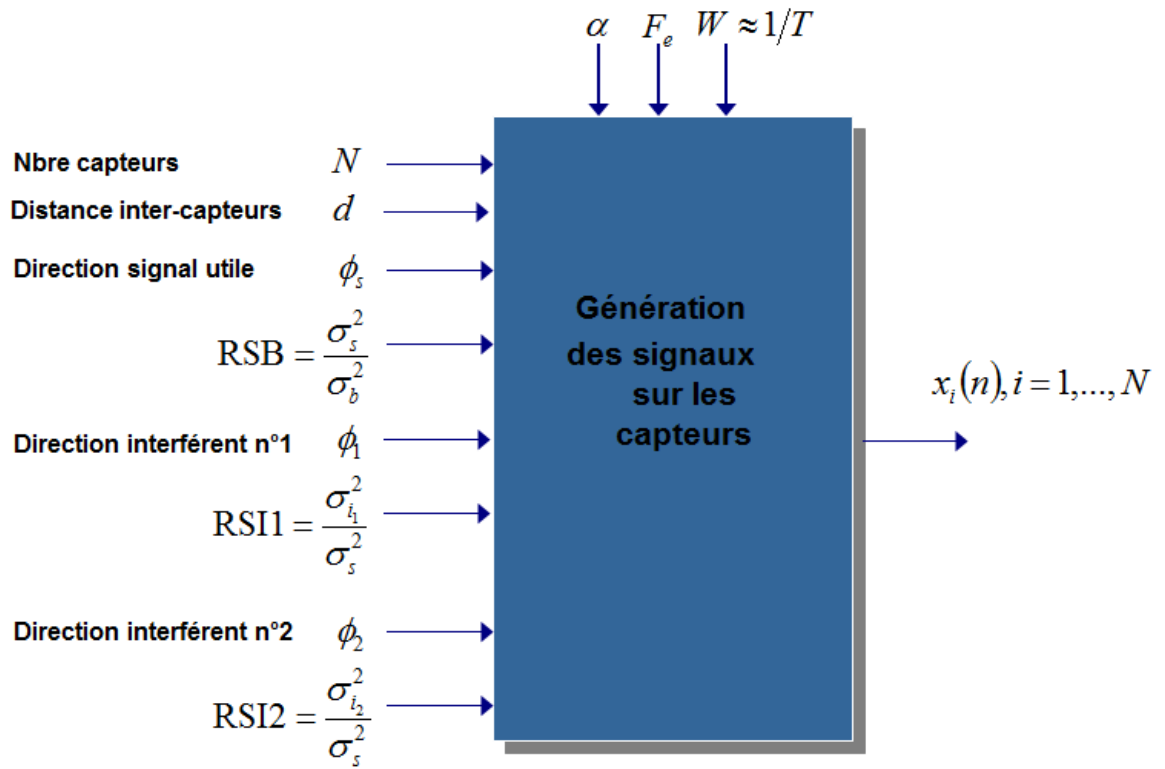 α F_e W ≈ 1/T
Nbre capteurs N
Distance inter-capteurs d
Direction signal utile ϕ_s
RSB = σ_s^2 / σ_b^2
Direction interférent n°1 ϕ_1
RSI1 = σ_{i_1}^2 / σ_s^2
Direction interférent n°2 ϕ_2
RSI2 = σ_{i_2}^2 / σ_s^2
Génération
des signaux
sur les
capteurs
x_i(n), i = 1,..., N